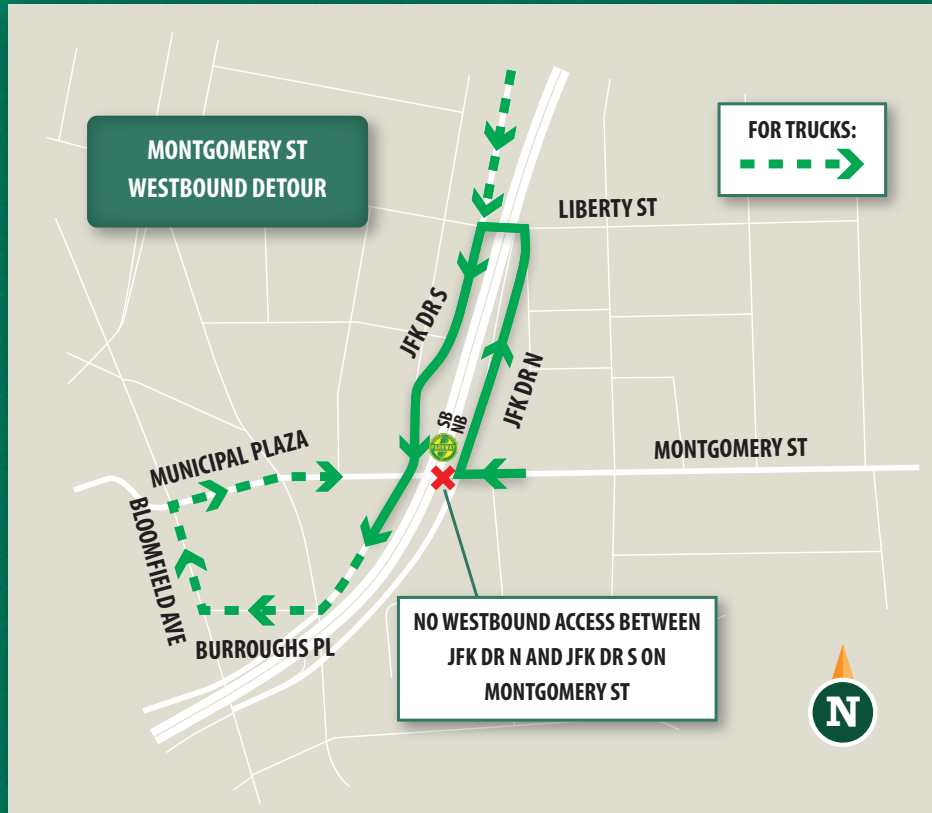 MONTGOMERY ST
WESTBOUND DETOUR
FOR TRUCKS:
LIBERTY ST
JFK DR S
JFK DR N
SB
NB
PARKWAY
MUNICIPAL PLAZA
MONTGOMERY ST
BLOOMFIELD AVE
BURROUGHS PL
NO WESTBOUND ACCESS BETWEEN
JFK DR N AND JFK DR S ON
MONTGOMERY ST
N